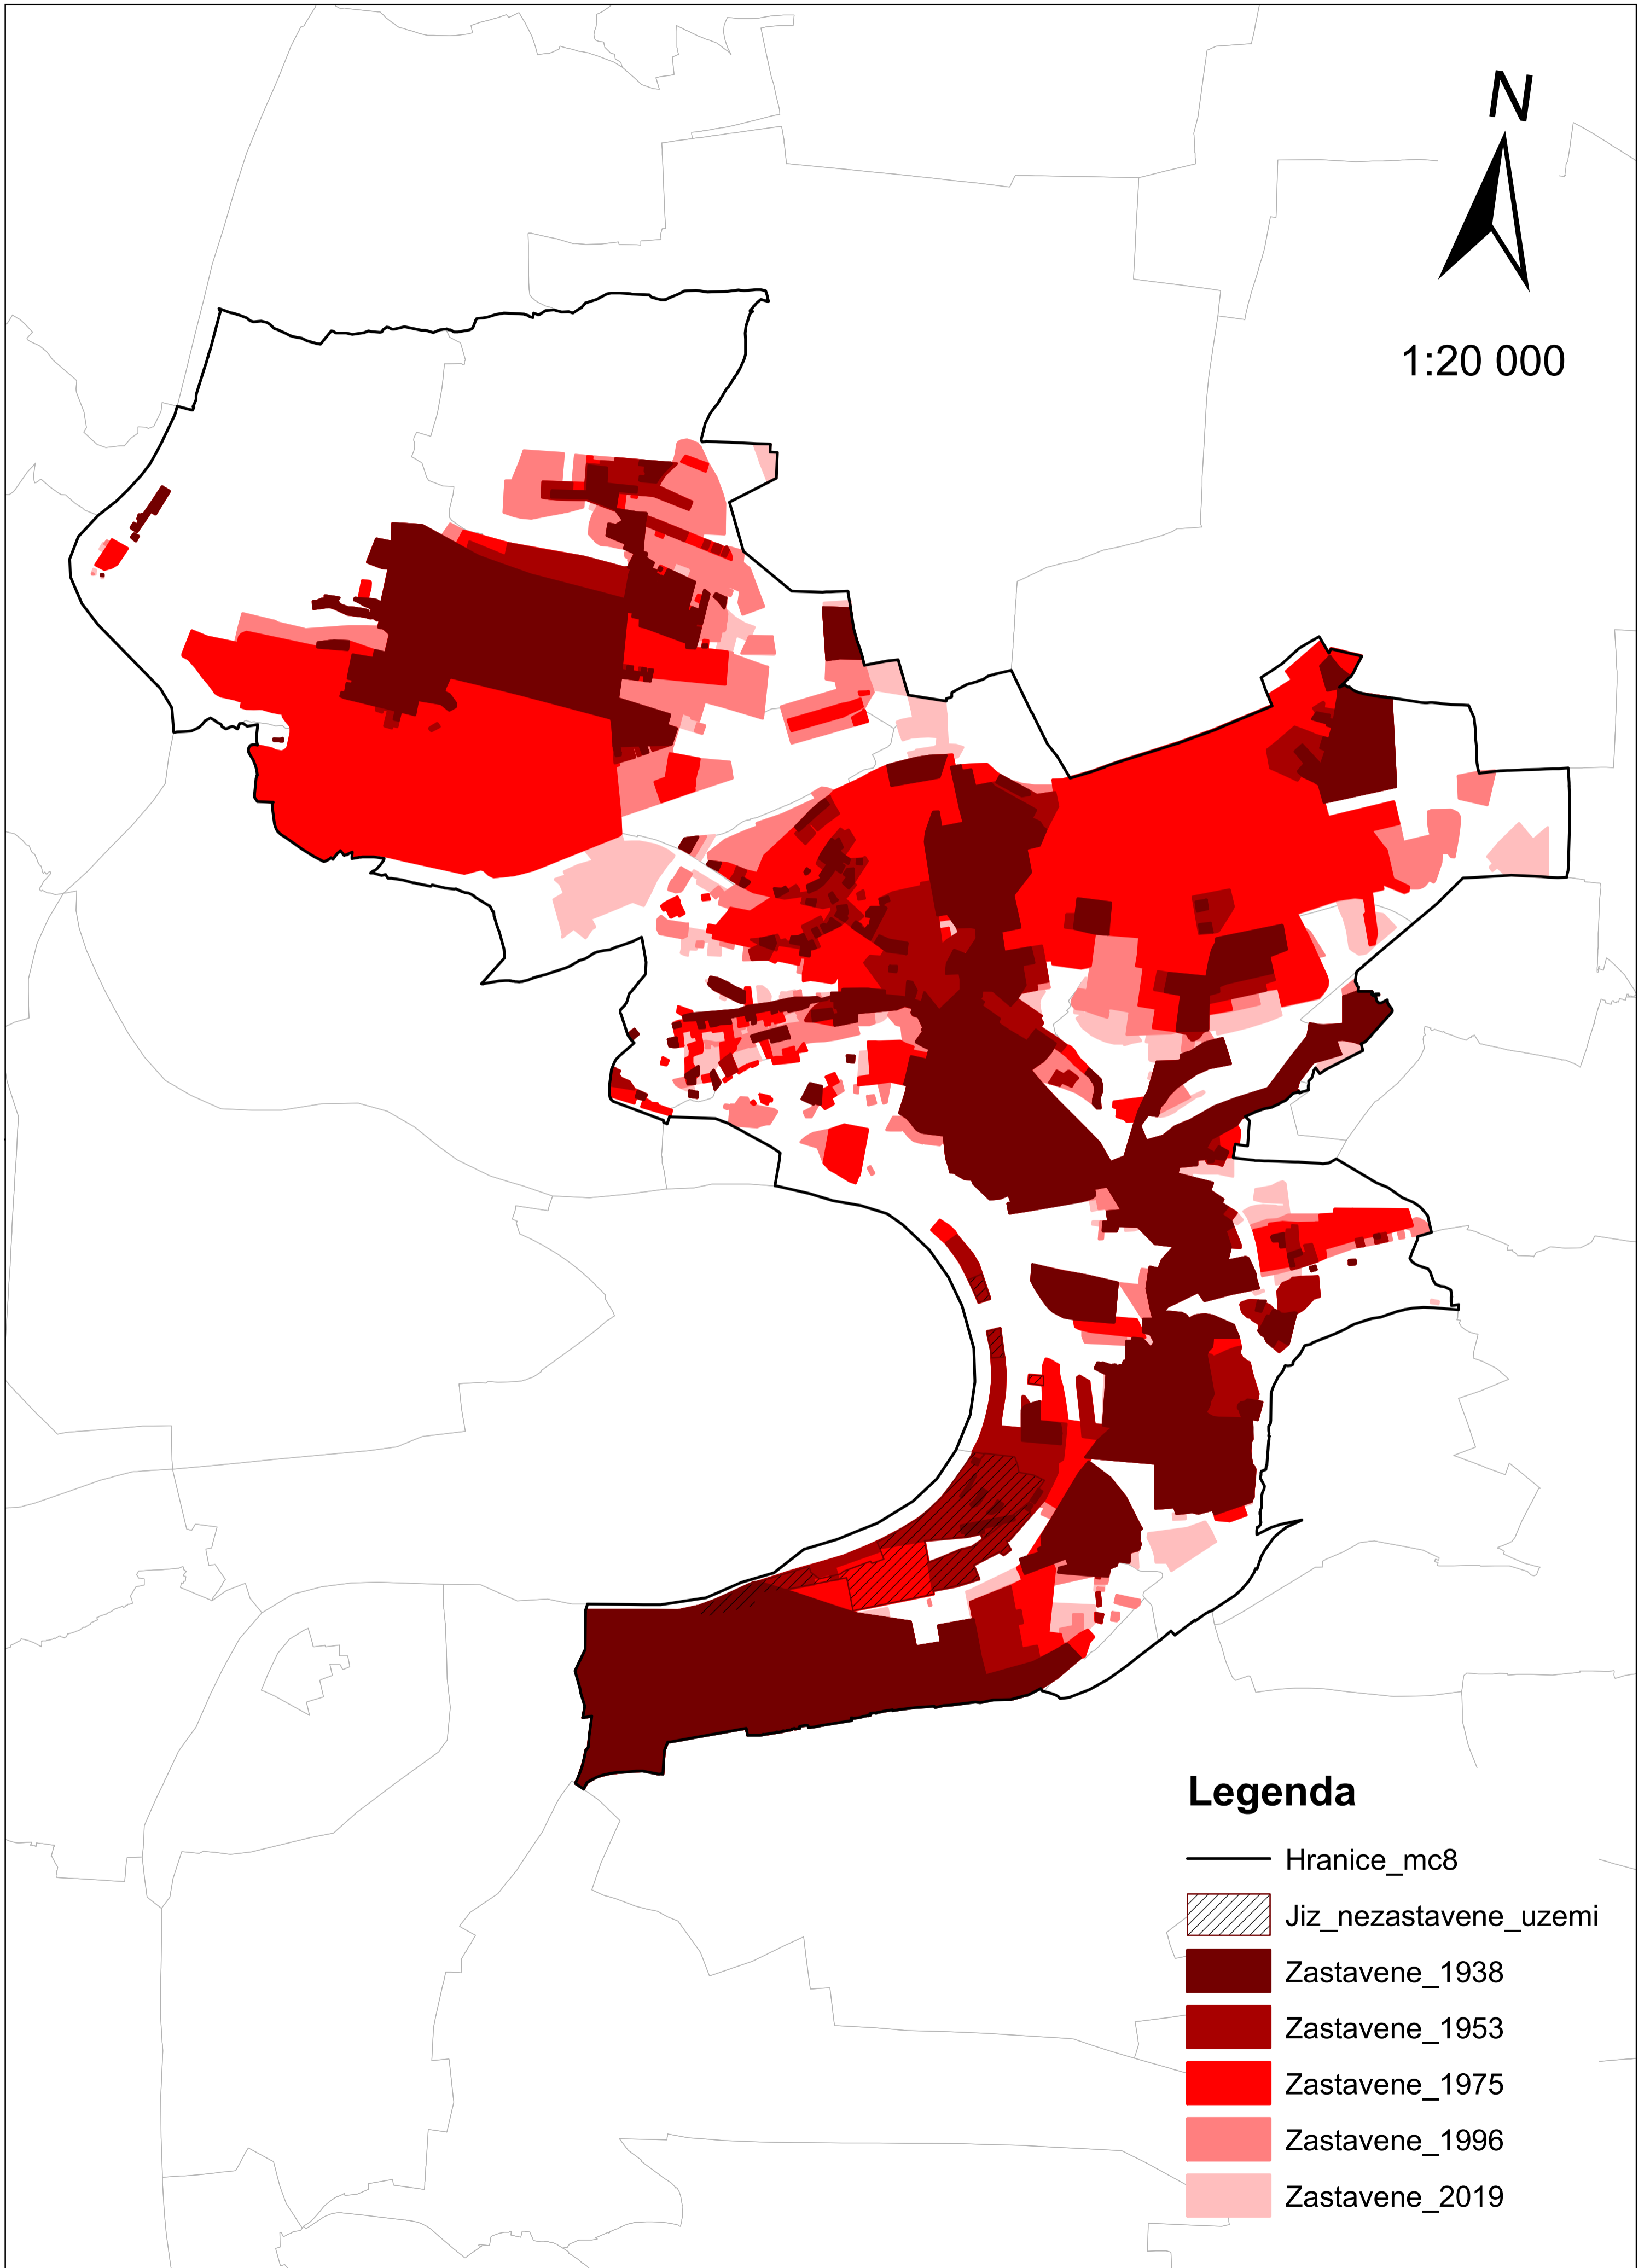 N
1:20 000
Legenda
Hranice_mc8
Jiz_nezastavene_uzemi
Zastavene_1938
Zastavene_1953
Zastavene_1975
Zastavene_1996
Zastavene_2019